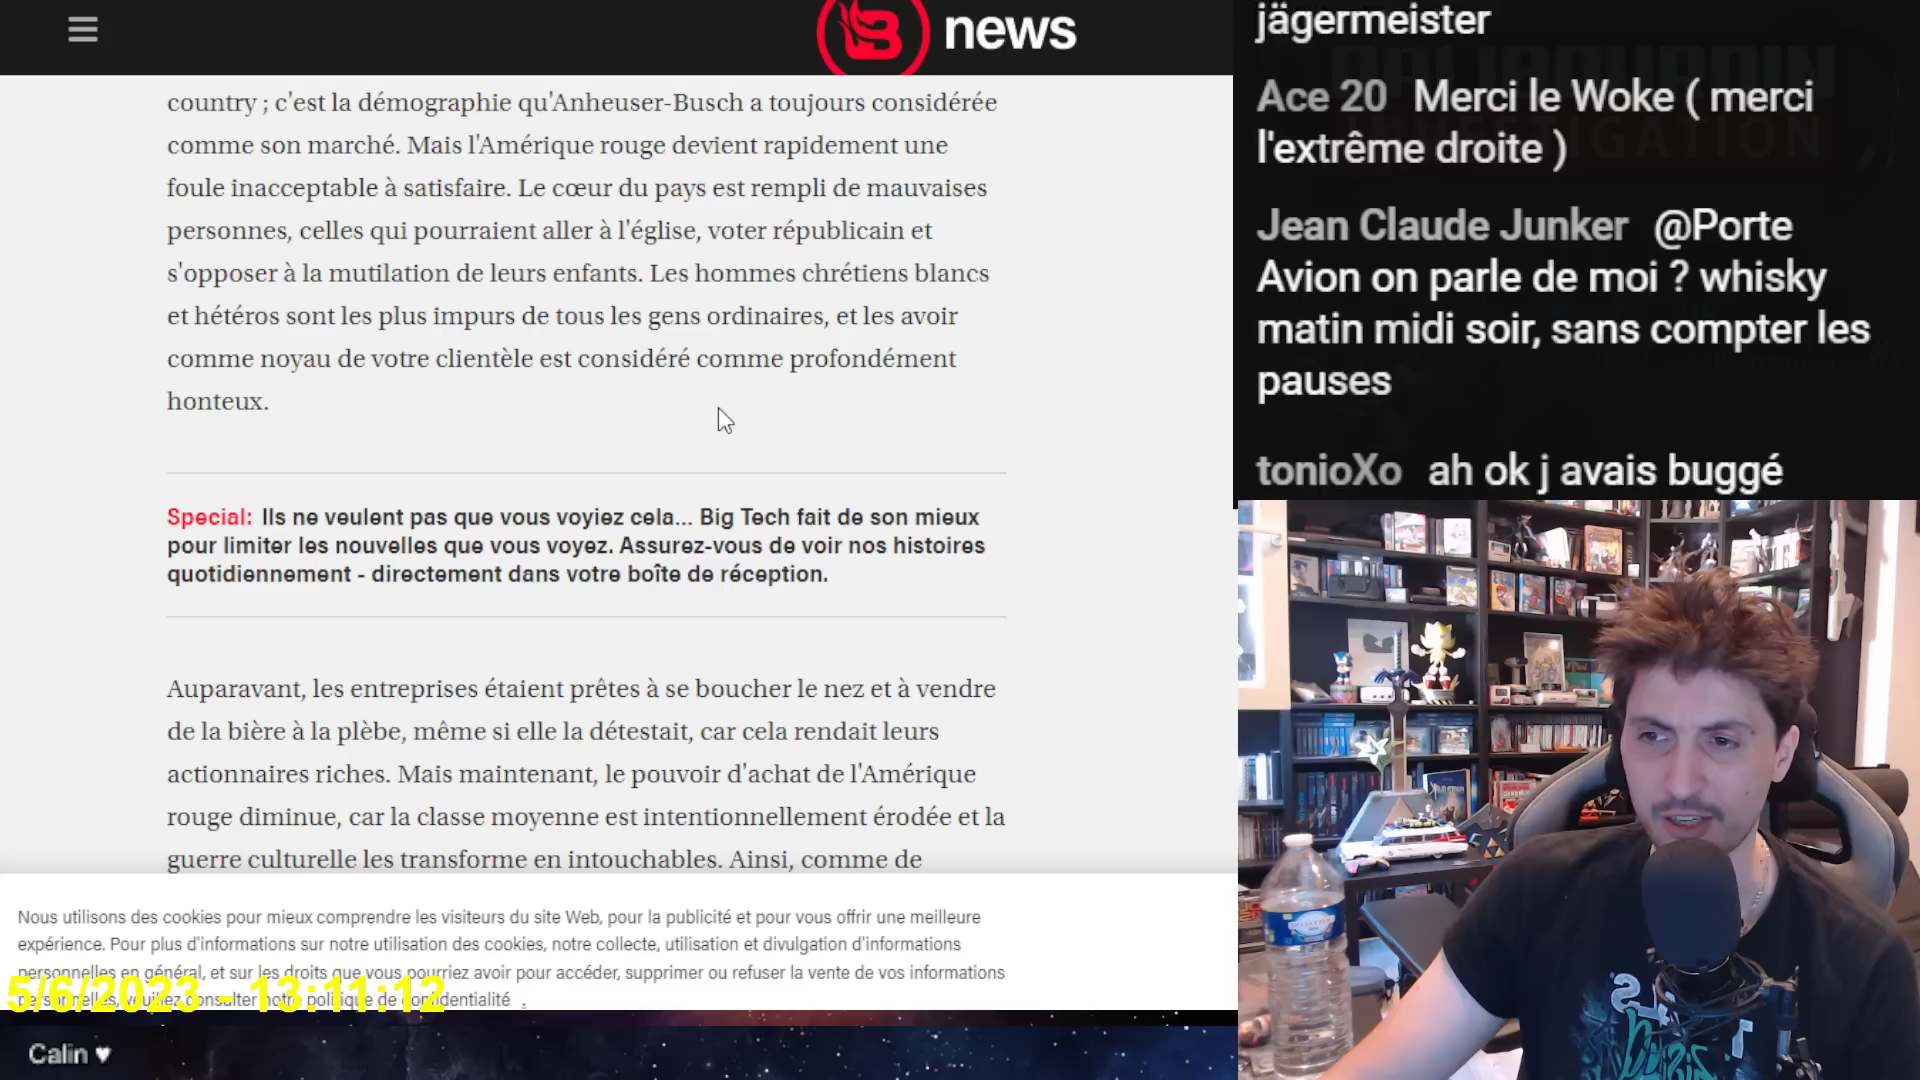 news
country ; c'est la démographie qu'Anheuser-Busch a toujours considérée
comme son marché. Mais l'Amérique rouge devient rapidement une
foule inacceptable à satisfaire. Le cœur du pays est rempli de mauvaises
personnes, celles qui pourraient aller à l'église, voter républicain et
s'opposer à la mutilation de leurs enfants. Les hommes chrétiens blancs
et hétéros sont les plus impurs de tous les gens ordinaires, et les avoir
comme noyau de votre clientèle est considéré comme profondément
honteux.
Special: Ils ne veulent pas que vous voyiez cela... Big Tech fait de son mieux
pour limiter les nouvelles que vous voyez. Assurez-vous de voir nos histoires
quotidiennement - directement dans votre boîte de réception.
Auparavant, les entreprises étaient prêtes à se boucher le nez et à vendre
de la bière à la plèbe, même si elle la détestait, car cela rendait leurs
actionnaires riches. Mais maintenant, le pouvoir d'achat de l'Amérique
rouge diminue, car la classe moyenne est intentionnellement érodée et la
guerre culturelle les transforme en intouchables. Ainsi, comme de
Nous utilisons des cookies pour mieux comprendre les visiteurs du site Web, pour la publicité et pour vous offrir une meilleure
expérience. Pour plus d'informations sur notre utilisation des cookies, notre collecte, utilisation et divulgation d'informations
personnelles en général, et sur les droits que vous pourriez avoir pour accéder, supprimer ou refuser la vente de vos informations
personnelles, veuillez consulter notre politique de confidentialité .
5/6/2023 - 13:11:12
Calin ♥
jägermeister
Ace 20 Merci le Woke ( merci
l'extrême droite )
Jean Claude Junker @Porte
Avion on parle de moi ? whisky
matin midi soir, sans compter les
pauses
tonioXo ah ok j avais buggé